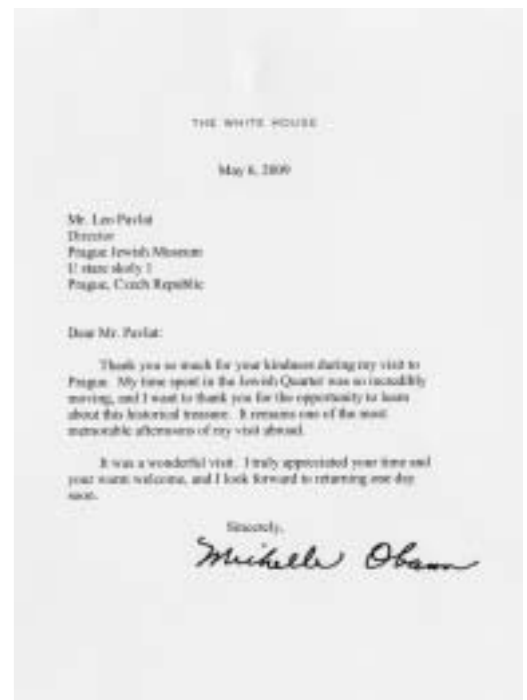 THE WHITE HOUSE
May 6, 2009
Mr. Leo Pavlat
Director
Prague Jewish Museum
U stare skoly 1
Prague, Czech Republic
Dear Mr. Pavlat:
Thank you so much for your kindness during my visit to
Prague. My time spent in the Jewish Quarter was so incredibly
moving, and I want to thank you for the opportunity to learn
about this historical treasure. It remains one of the most
memorable afternoons of my visit abroad.
It was a wonderful visit. I truly appreciated your time and
your warm welcome, and I look forward to returning one day
soon.
Sincerely,
Michelle Obama